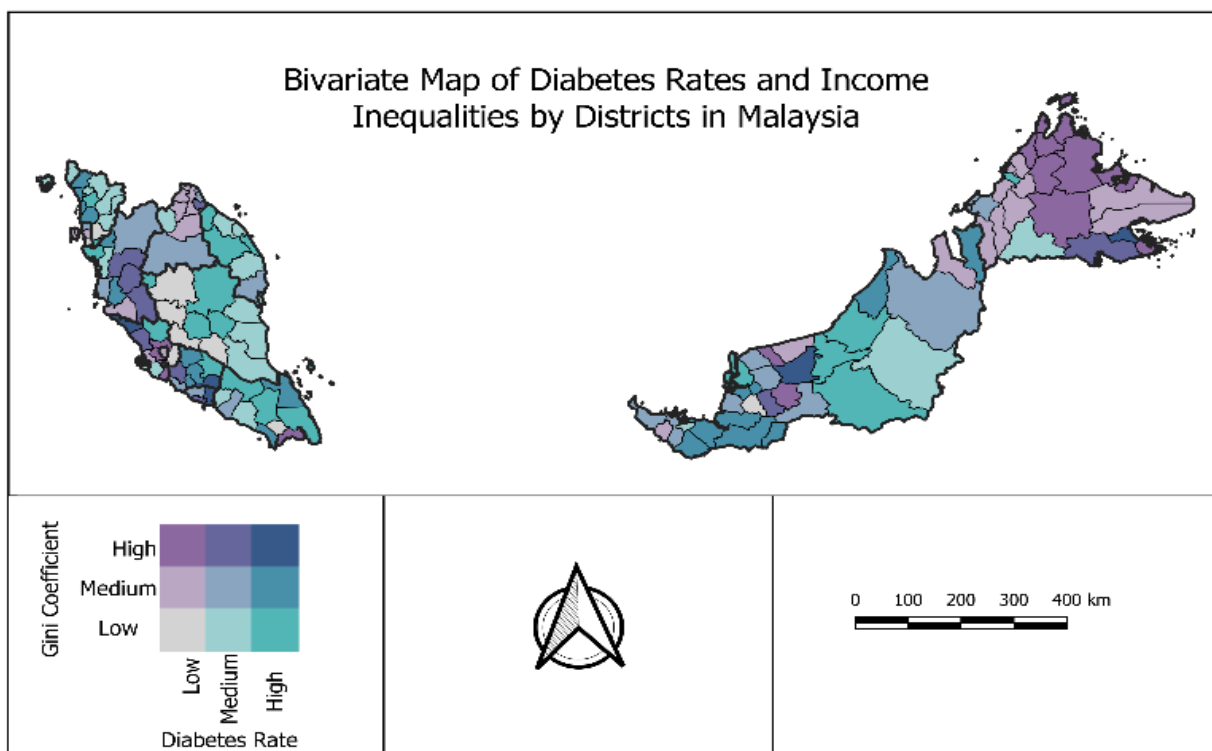 Bivariate Map of Diabetes Rates and Income
Inequalities by Districts in Malaysia
Gini Coefficient
High
Medium
Low
Low
Medium
High
Diabetes Rate
0 100 200 300 400 km